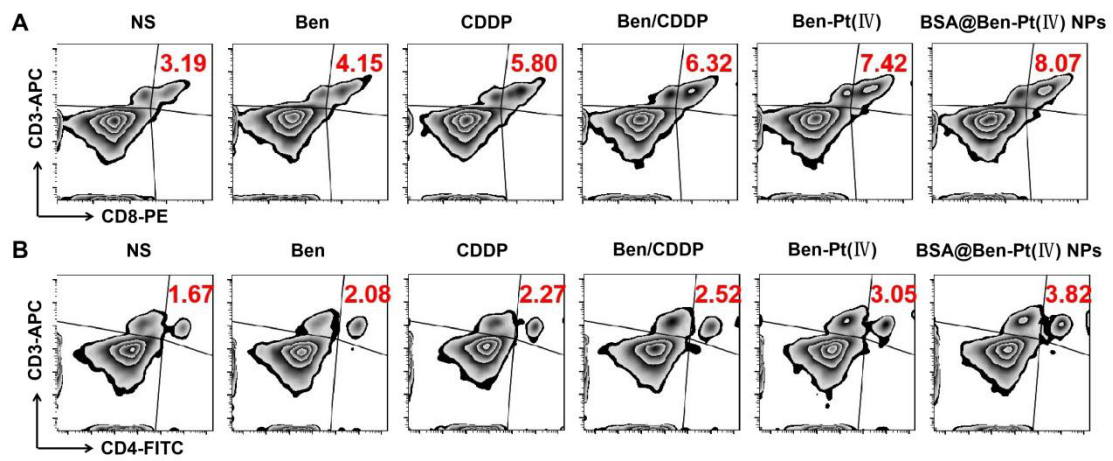 A
NS Ben CDDP Ben/CDDP Ben-Pt(Ⅳ) BSA@Ben-Pt(Ⅳ) NPs
3.19 4.15 5.80 6.32 7.42 8.07
CD3-APC
CD8-PE
B
NS Ben CDDP Ben/CDDP Ben-Pt(Ⅳ) BSA@Ben-Pt(Ⅳ) NPs
1.67 2.08 2.27 2.52 3.05 3.82
CD3-APC
CD4-FITC